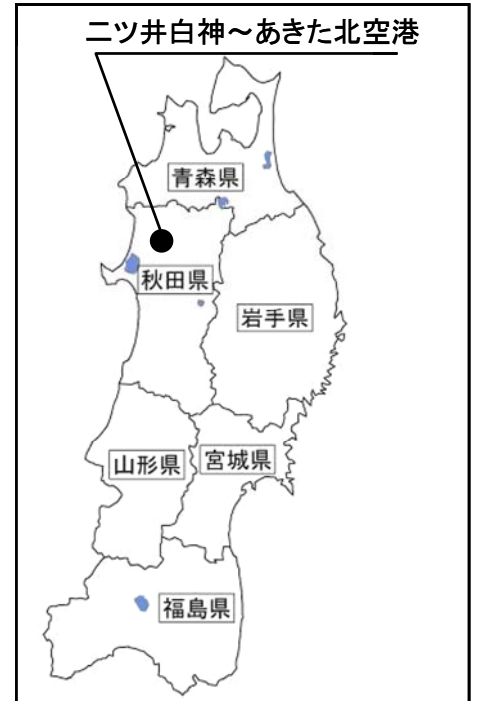 二ツ井白神～あきた北空港
青森県
秋田県
岩手県
山形県
宮城県
福島県